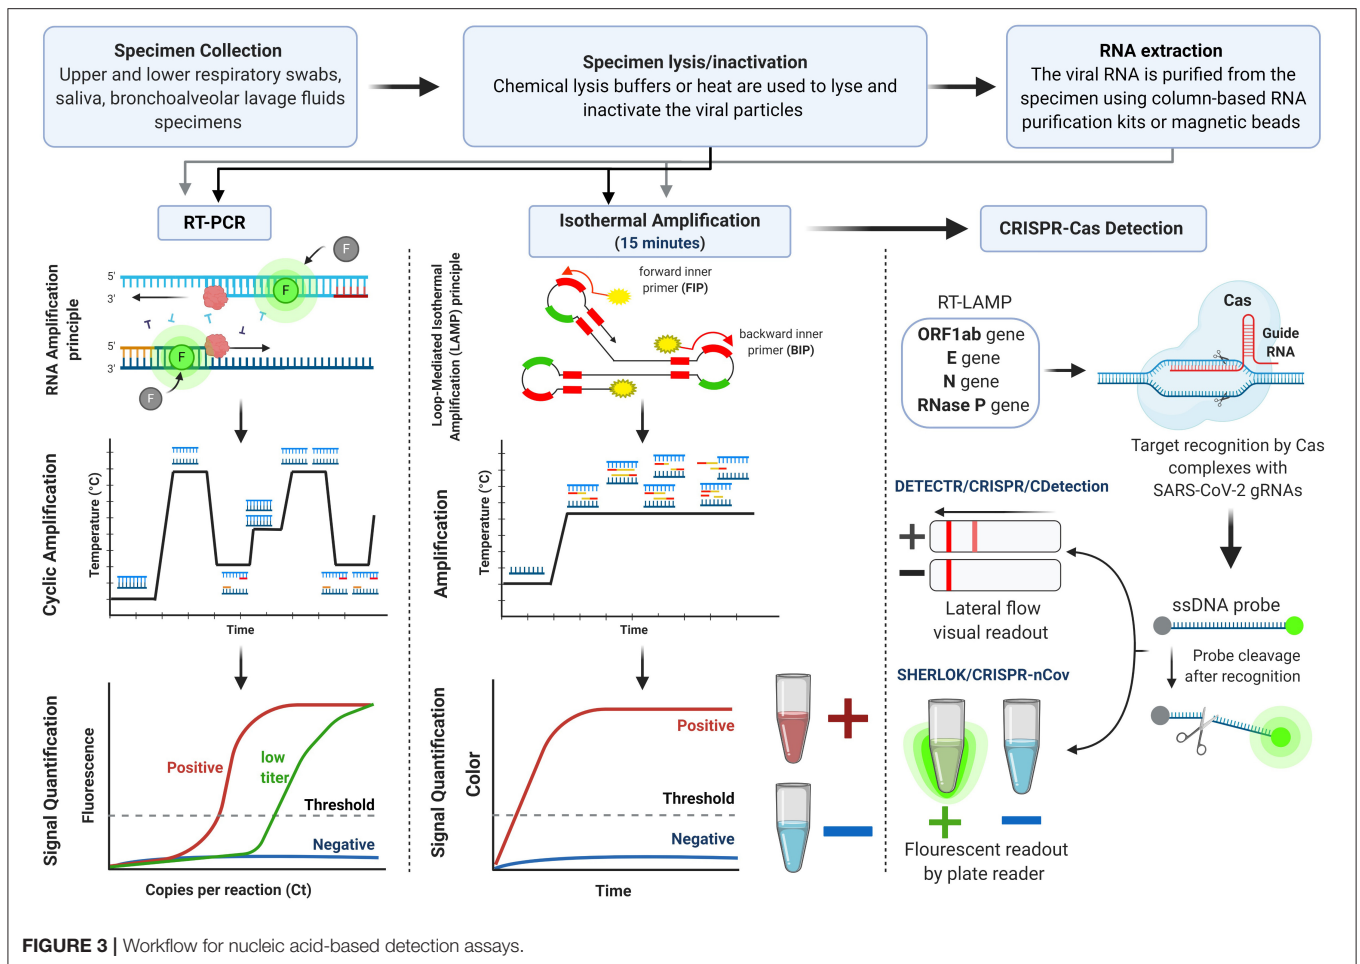 Specimen Collection
Upper and lower respiratory swabs,
saliva, bronchoalveolar lavage fluids
specimens
Specimen lysis/inactivation
Chemical lysis buffers or heat are used to lyse and
inactivate the viral particles
RNA extraction
The viral RNA is purified from the
specimen using column-based RNA
purification kits or magnetic beads
RT-PCR
RNA Amplification
principle
F
5'
3'
F
5'
3'
F
F
Cyclic Amplification
Temperature (°C)
Time
Signal Quantification
Fluorescence
Positive
low
titer
Threshold
Negative
Copies per reaction (Ct)
Isothermal Amplification
(15 minutes)
Loop-Mediated Isothermal
Amplification (LAMP) principle
forward inner
primer (FIP)
backward inner
primer (BIP)
Amplification
Temperature (°C)
Time
Signal Quantification
Color
Positive
Threshold
Negative
Time
CRISPR-Cas Detection
RT-LAMP
ORF1ab gene
E gene
N gene
RNase P gene
Cas
Guide
RNA
Target recognition by Cas
complexes with
SARS-CoV-2 gRNAs
DETECTR/CRISPR/CDetection
Lateral flow
visual readout
ssDNA probe
Probe cleavage
after recognition
SHERLOK/CRISPR-nCov
Flourescent readout
by plate reader
FIGURE 3 | Workflow for nucleic acid-based detection assays.